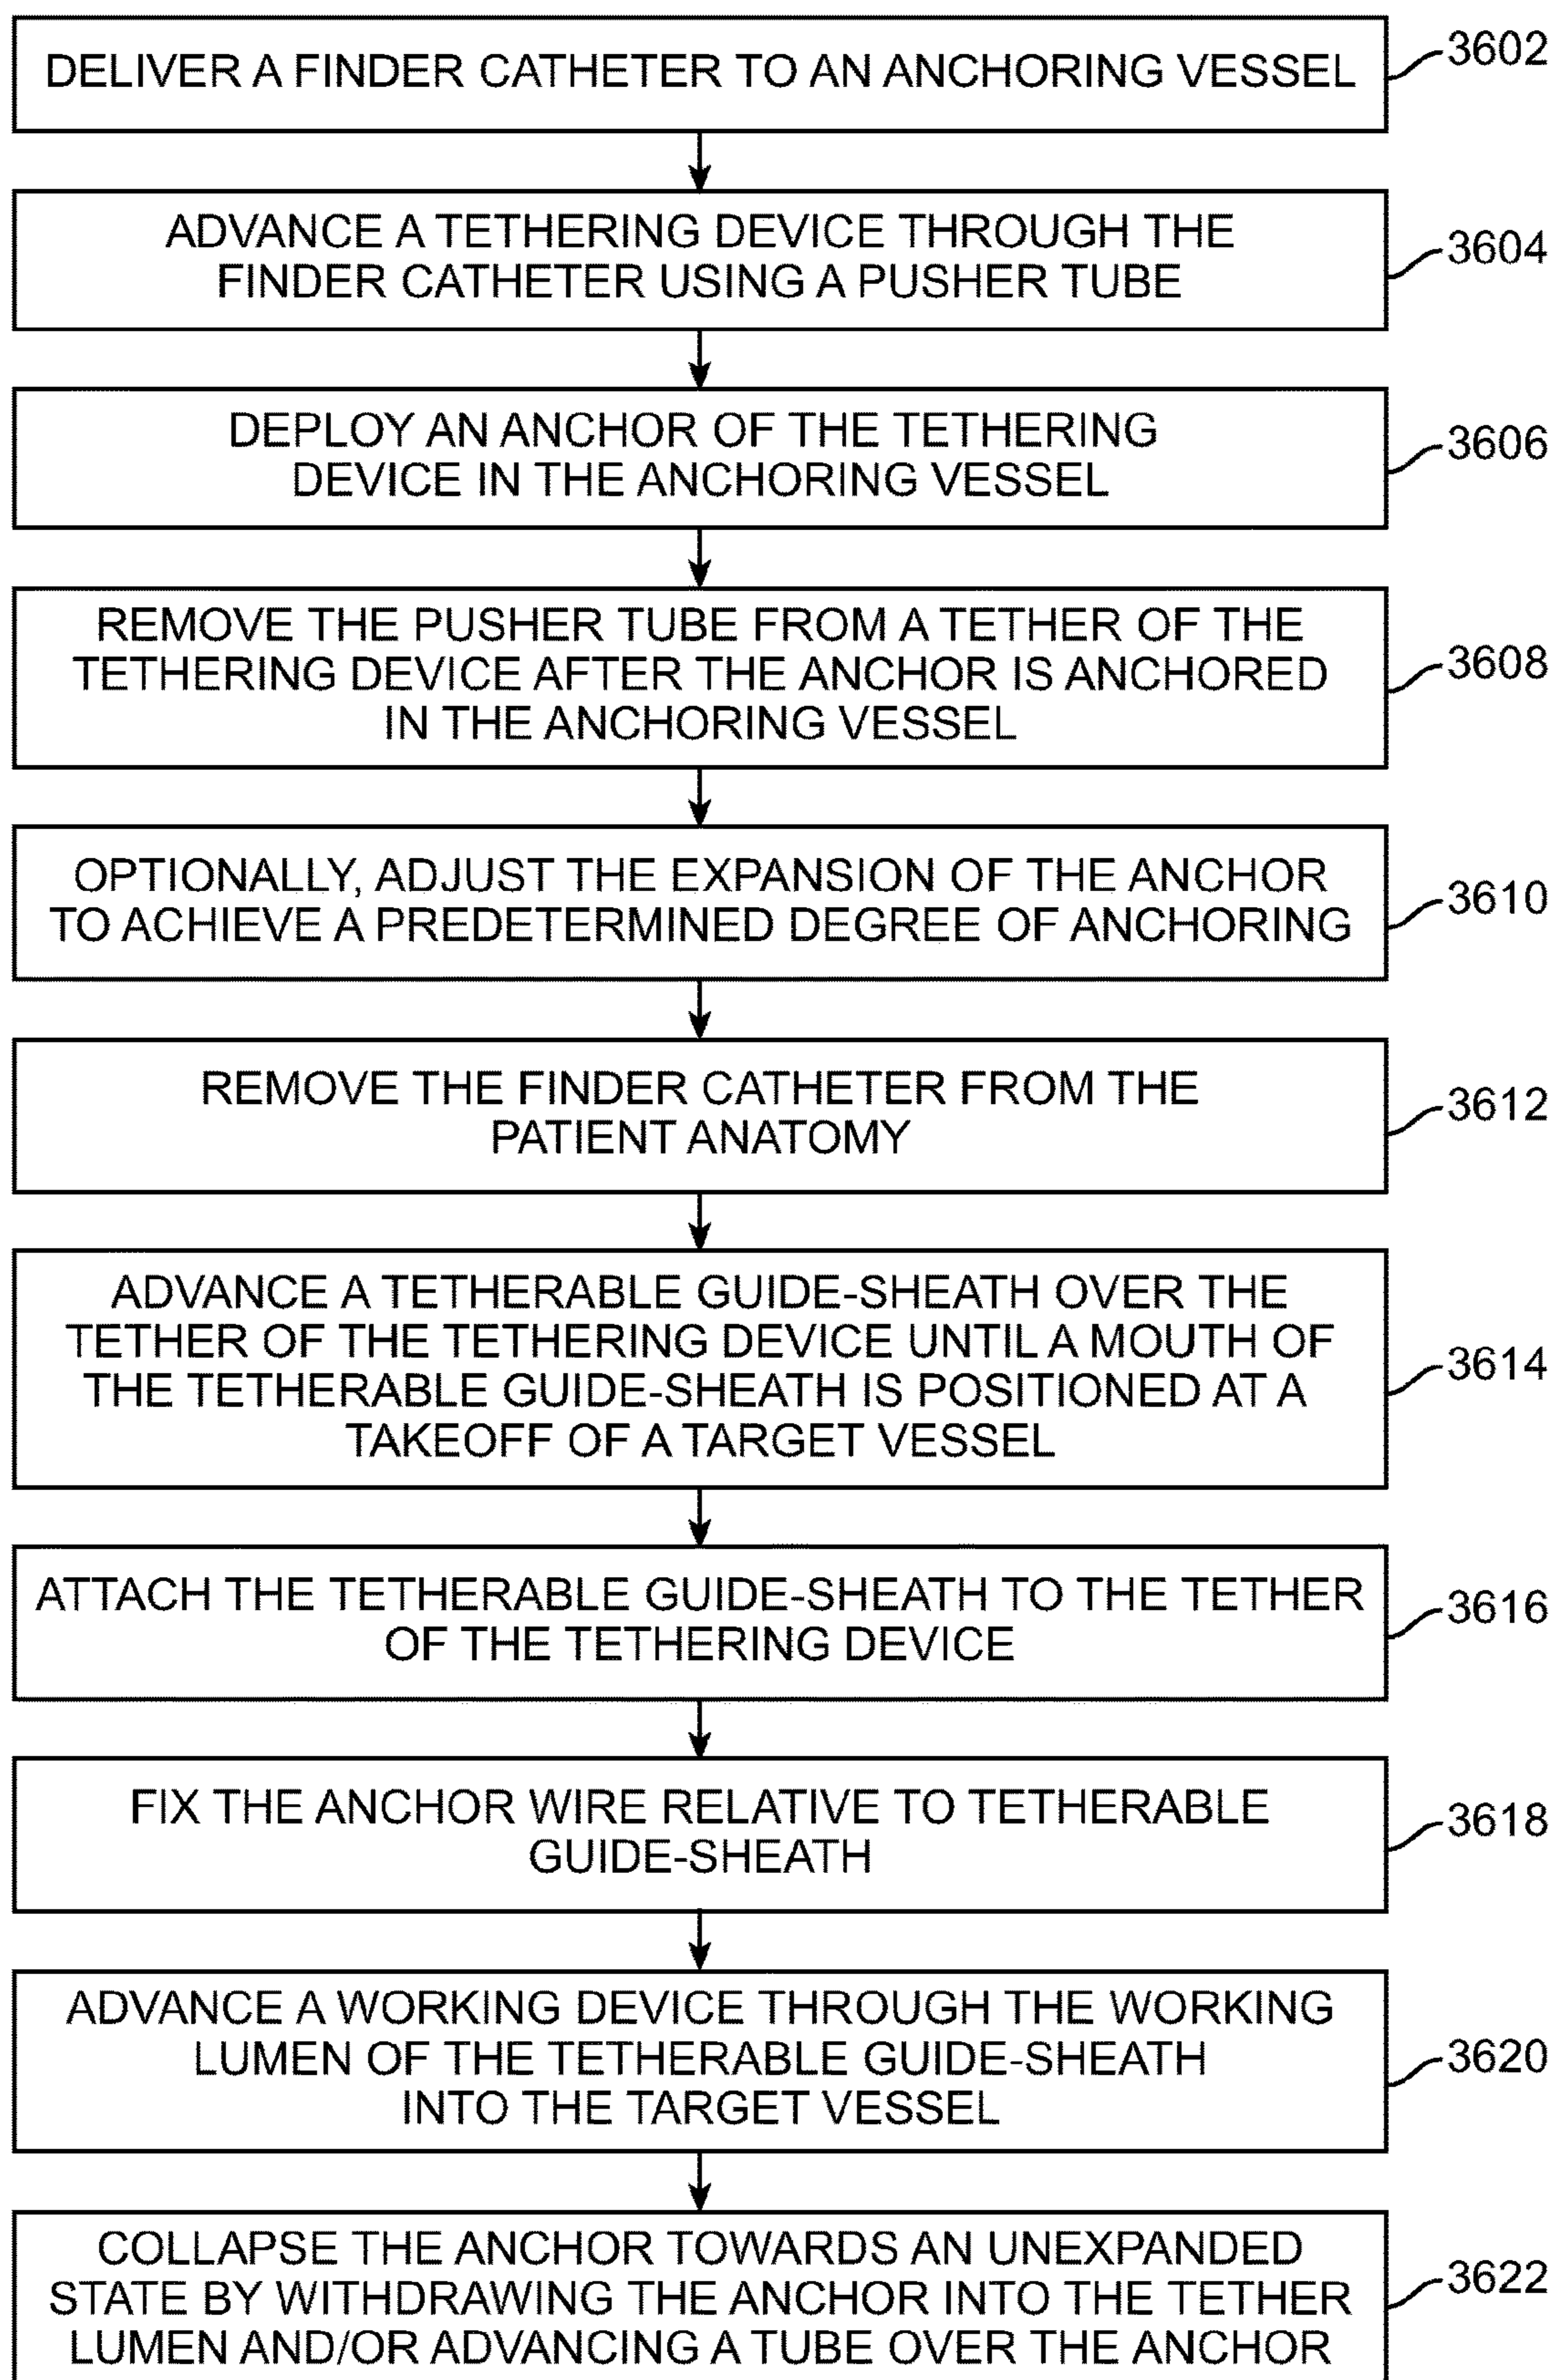 DELIVER A FINDER CATHETER TO AN ANCHORING VESSEL
3602
ADVANCE A TETHERING DEVICE THROUGH THE
FINDER CATHETER USING A PUSHER TUBE
3604
DEPLOY AN ANCHOR OF THE TETHERING
DEVICE IN THE ANCHORING VESSEL
3606
REMOVE THE PUSHER TUBE FROM A TETHER OF THE
TETHERING DEVICE AFTER THE ANCHOR IS ANCHORED
IN THE ANCHORING VESSEL
3608
OPTIONALLY, ADJUST THE EXPANSION OF THE ANCHOR
TO ACHIEVE A PREDETERMINED DEGREE OF ANCHORING
3610
REMOVE THE FINDER CATHETER FROM THE
PATIENT ANATOMY
3612
ADVANCE A TETHERABLE GUIDE-SHEATH OVER THE
TETHER OF THE TETHERING DEVICE UNTIL A MOUTH OF
THE TETHERABLE GUIDE-SHEATH IS POSITIONED AT A
TAKEOFF OF A TARGET VESSEL
3614
ATTACH THE TETHERABLE GUIDE-SHEATH TO THE TETHER
OF THE TETHERING DEVICE
3616
FIX THE ANCHOR WIRE RELATIVE TO TETHERABLE
GUIDE-SHEATH
3618
ADVANCE A WORKING DEVICE THROUGH THE WORKING
LUMEN OF THE TETHERABLE GUIDE-SHEATH
INTO THE TARGET VESSEL
3620
COLLAPSE THE ANCHOR TOWARDS AN UNEXPANDED
STATE BY WITHDRAWING THE ANCHOR INTO THE TETHER
LUMEN AND/OR ADVANCING A TUBE OVER THE ANCHOR
3622